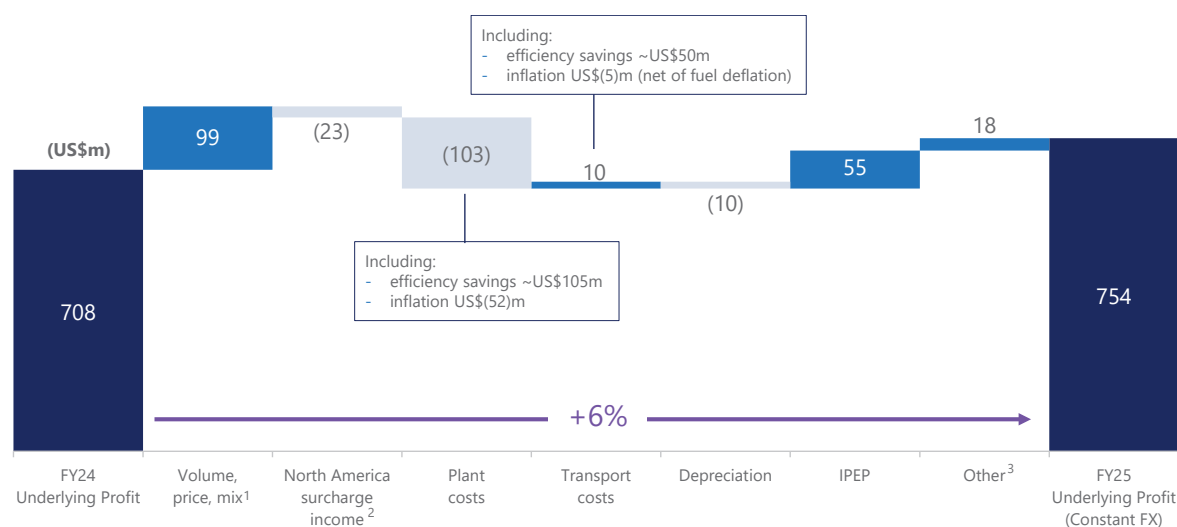 Including:
- efficiency savings ~US$50m
- inflation US$(5)m (net of fuel deflation)
(US$m)
99
(23)
(103)
10
(10)
55
18
Including:
- efficiency savings ~US$105m
- inflation US$(52)m
708
754
+6%
FY24
Underlying Profit
Volume,
price, mix1
North America
surcharge
income2
Plant
costs
Transport
costs
Depreciation
IPEP
Other3
FY25
Underlying Profit
(Constant FX)